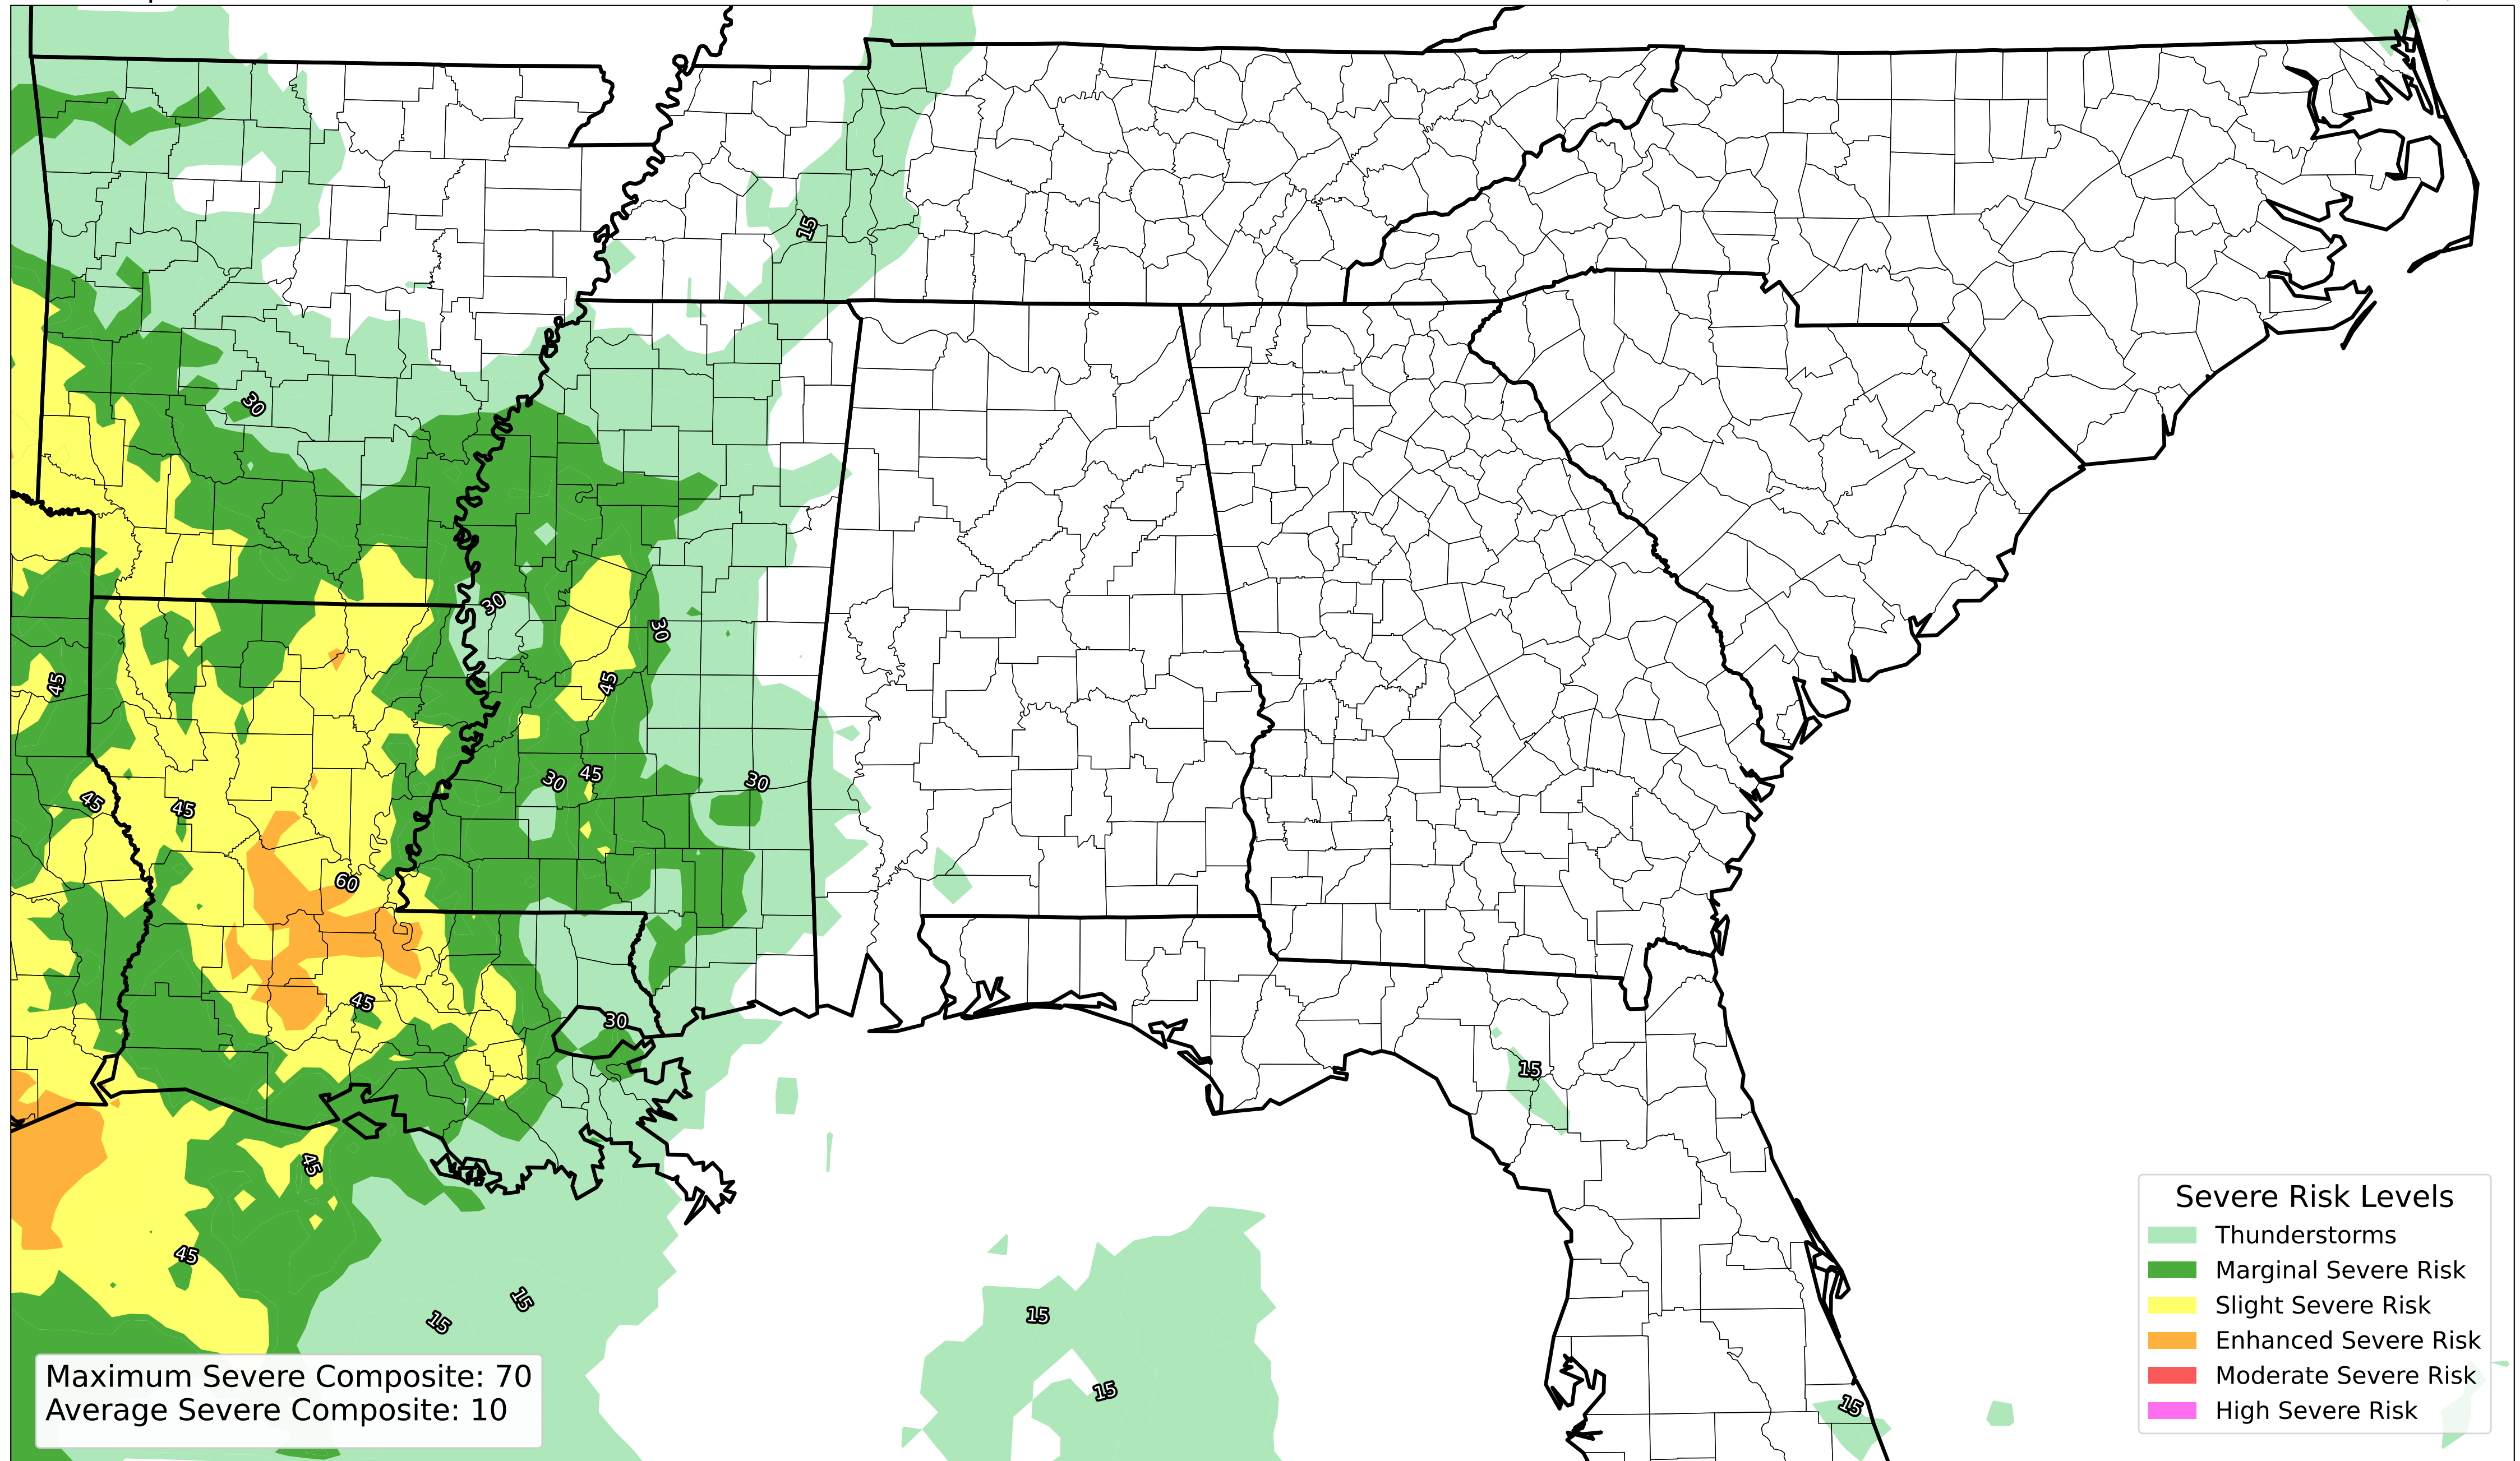 15
30
30
30
45
45
30
45
30
45
45
60
45
30
15
45
45
15
15
15
15
15
Maximum Severe Composite: 70
Average Severe Composite: 10
Severe Risk Levels
Thunderstorms
Marginal Severe Risk
Slight Severe Risk
Enhanced Severe Risk
Moderate Severe Risk
High Severe Risk